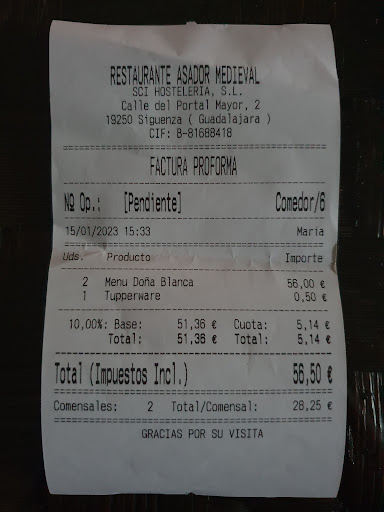 RESTAURANTE ASADOR MEDIEVAL
SCI HOSTELERIA, S.L.
Calle del Portal Mayor, 2
19250 Siguenza ( Guadalajara )
CIF: B-81688418
FACTURA PROFORMA
Nº Op.: [Pendiente] Comedor/6
15/01/2023 15:33 Maria
Uds. Producto Importe
2 Menu Doña Blanca 56,00 €
1 Tupperware 0,50 €
10,00%: Base: 51,36 € Cuota: 5,14 €
Total: 51,36 € Total: 5,14 €
Total (Impuestos Incl.) 56,50 €
Comensales: 2 Total/Comensal: 28,25 €
GRACIAS POR SU VISITA